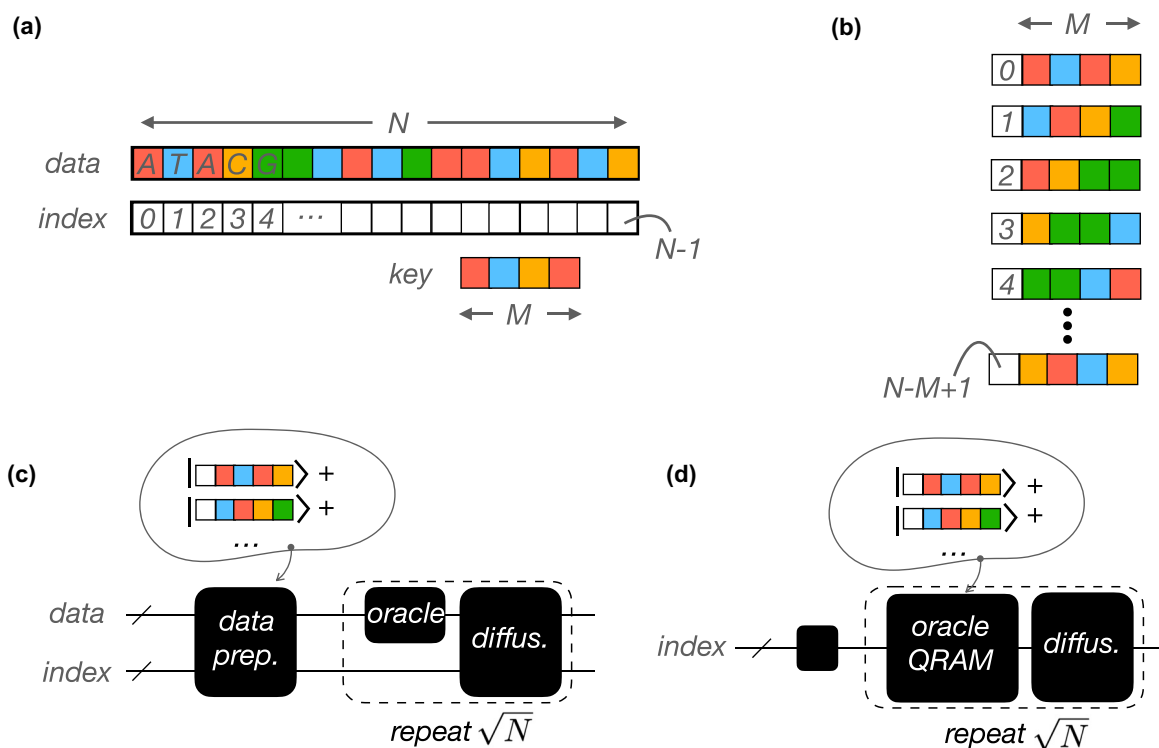 (a)
N
data A T A C G
index 0 1 2 3 4 ...
N-1
key
M
(b)
M
0
1
2
3
4
N-M+1
(c)
+
+
...
data
index
data prep.
oracle
diffus.
repeat √N
(d)
+
+
...
index
oracle
QRAM
diffus.
repeat √N